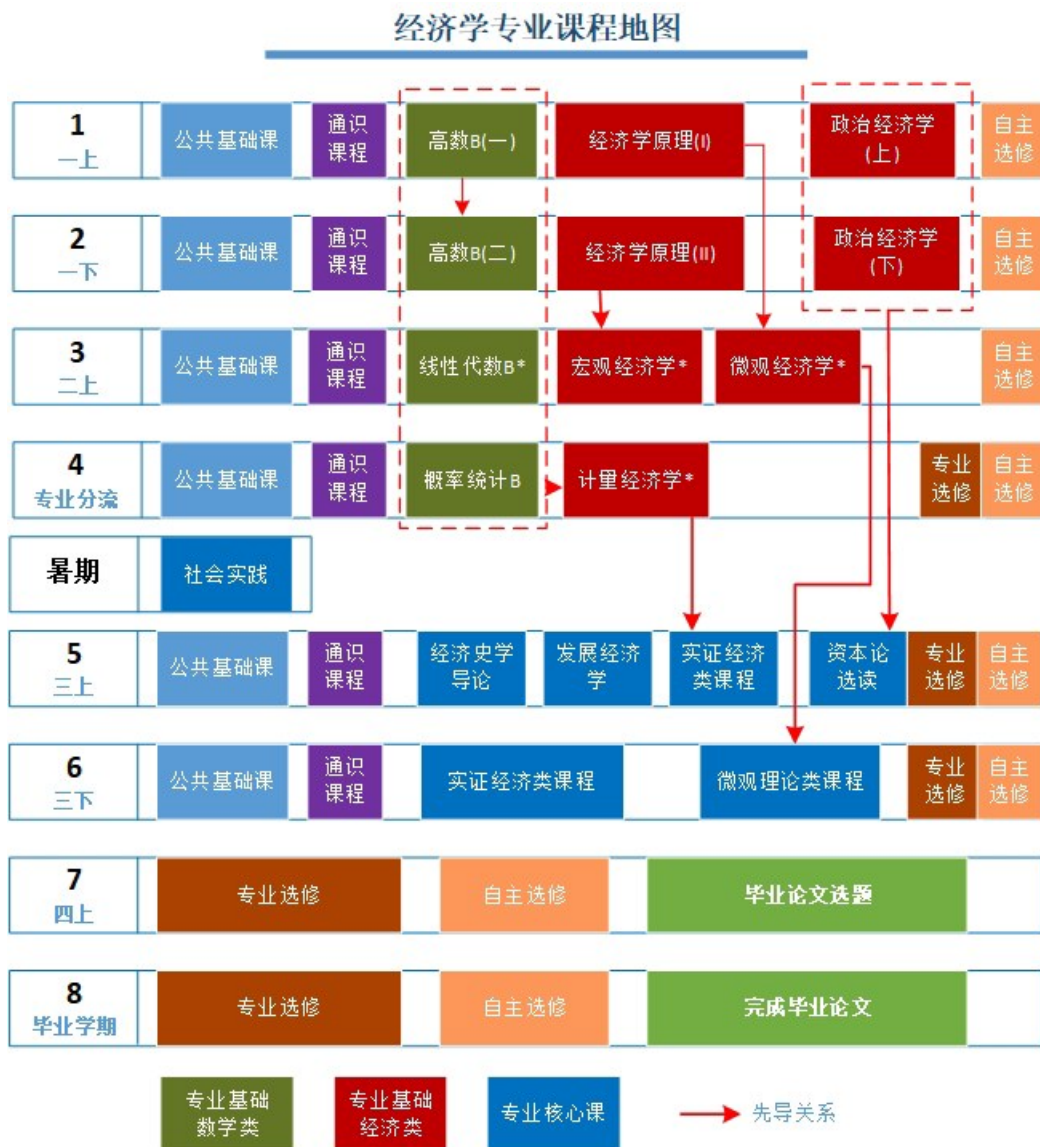 经济学专业课程地图
1
一上
公共基础课
通识
课程
高数B(一)
经济学原理(I)
政治经济学
(上)
自主
选修
2
一下
公共基础课
通识
课程
高数B(二)
经济学原理(II)
政治经济学
(下)
自主
选修
3
二上
公共基础课
通识
课程
线性代数B*
宏观经济学*
微观经济学*
自主
选修
4
专业分流
公共基础课
通识
课程
概率统计B
计量经济学*
专业
选修
自主
选修
暑期
社会实践
5
三上
公共基础课
通识
课程
经济史学
导论
发展经济
学
实证经济
类课程
资本论
选读
专业
选修
自主
选修
6
三下
公共基础课
通识
课程
实证经济类课程
微观理论类课程
专业
选修
自主
选修
7
四上
专业选修
自主选修
毕业论文选题
8
毕业学期
专业选修
自主选修
完成毕业论文
专业基础
数学类
专业基础
经济类
专业核心课
先导关系